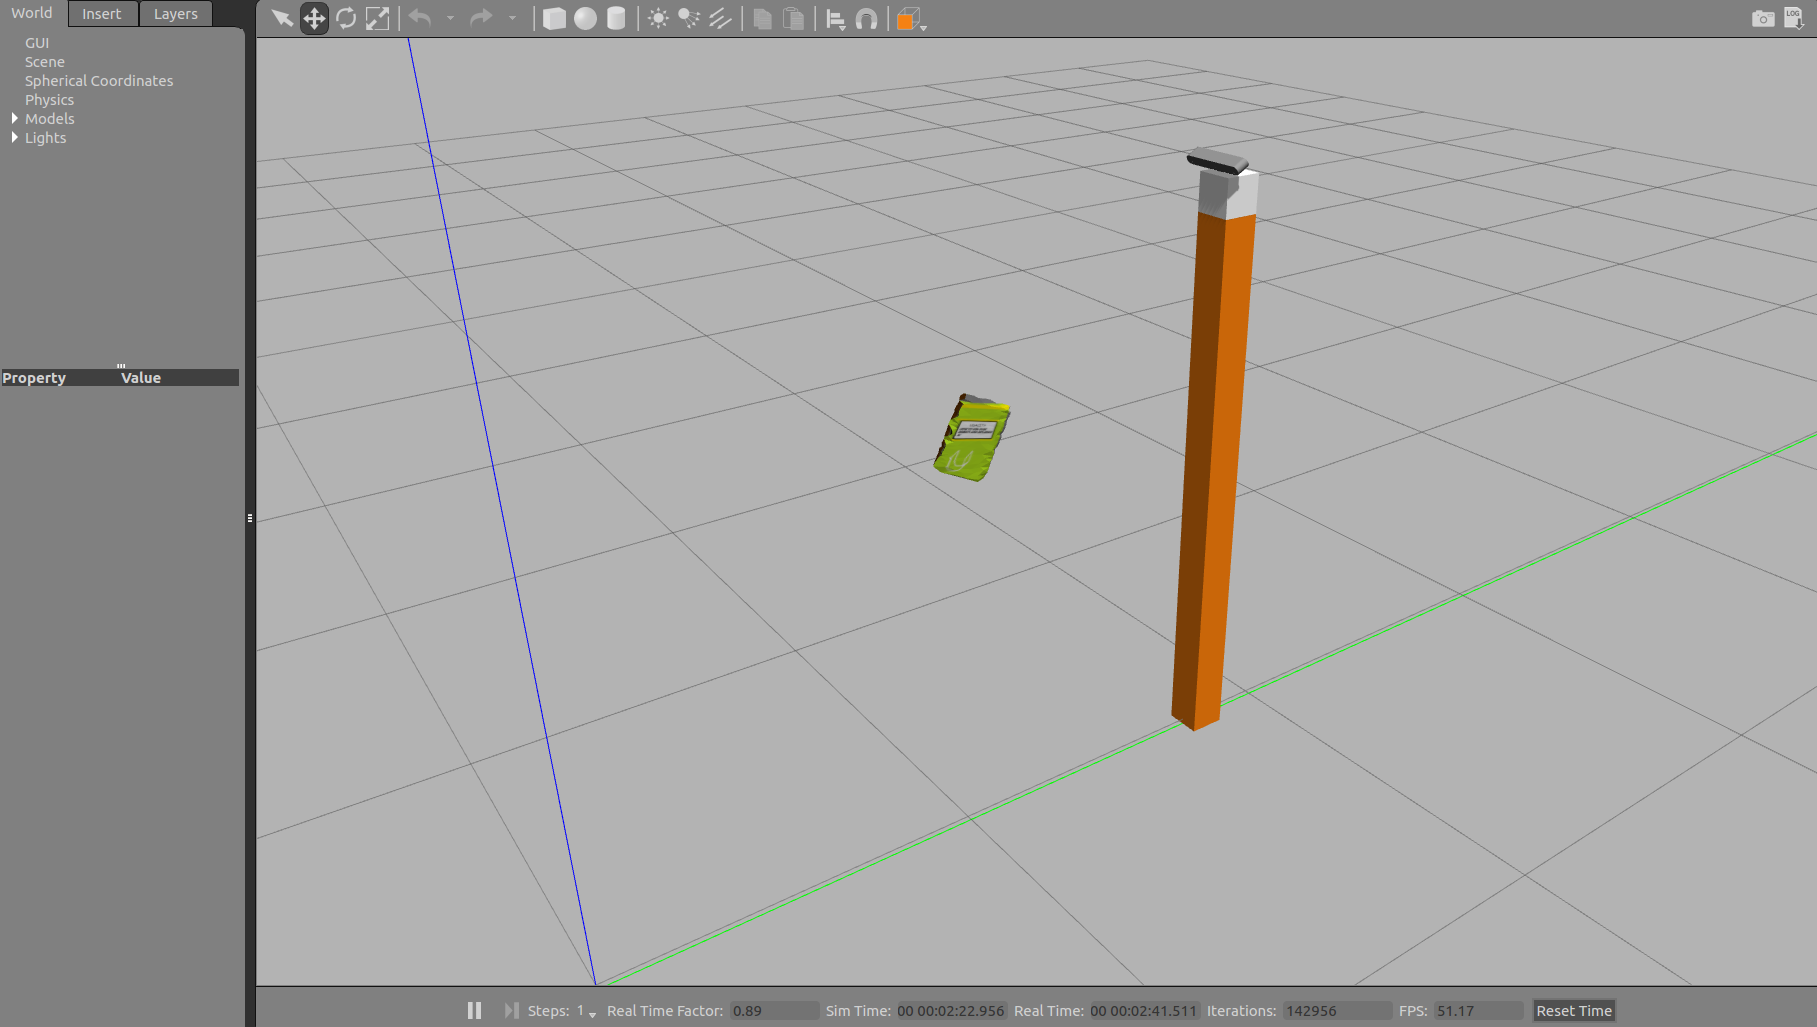 World
Insert
Layers
GUI
Scene
Spherical Coordinates
Physics
Models
Lights
Property Value
LOG
Steps: 1 Real Time Factor: 0.89 Sim Time: 00 00:02:22.956 Real Time: 00 00:02:41.511 Iterations: 142956 FPS: 51.17 Reset Time